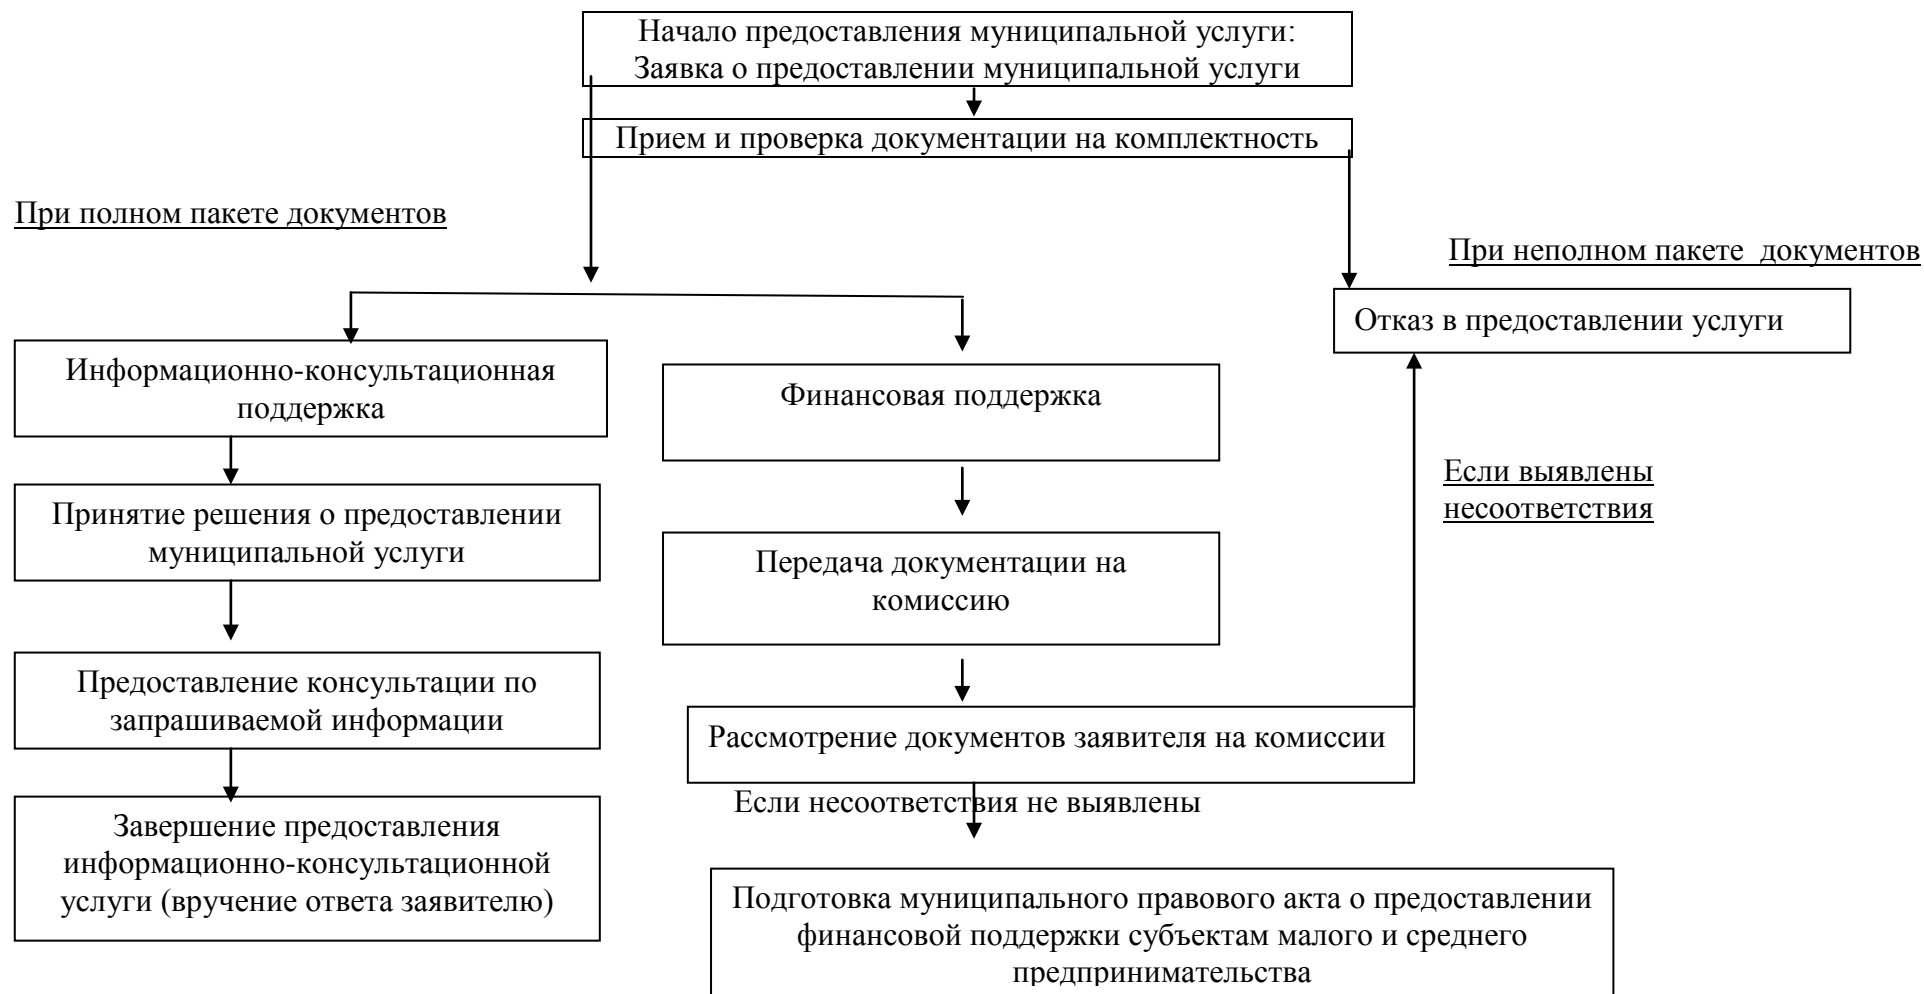 Начало предоставления муниципальной услуги:
Заявка о предоставлении муниципальной услуги
Прием и проверка документации на комплектность
При полном пакете документов
При неполном пакете документов
Отказ в предоставлении услуги
Информационно-консультационная
поддержка
Финансовая поддержка
Если выявлены
несоответствия
Принятие решения о предоставлении
муниципальной услуги
Передача документации на
комиссию
Предоставление консультации по
запрашиваемой информации
Рассмотрение документов заявителя на комиссии
Если несоответствия не выявлены
Завершение предоставления
информационно-консультационной
услуги (вручение ответа заявителю)
Подготовка муниципального правового акта о предоставлении
финансовой поддержки субъектам малого и среднего
предпринимательства